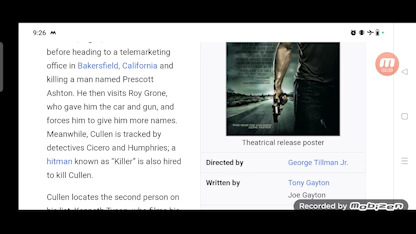 9:26
before heading to a telemarketing
office in Bakersfield, California and
killing a man named Prescott
Ashton. He then visits Roy Grone,
who gave him the car and gun, and
forces him to give him more names.
Meanwhile, Cullen is tracked by
detectives Cicero and Humphries; a
hitman known as “Killer” is also hired
to kill Cullen.
Cullen locates the second person on
Theatrical release poster
Directed by George Tillman Jr.
Written by Tony Gayton
Joe Gayton
Recorded by Mobizen